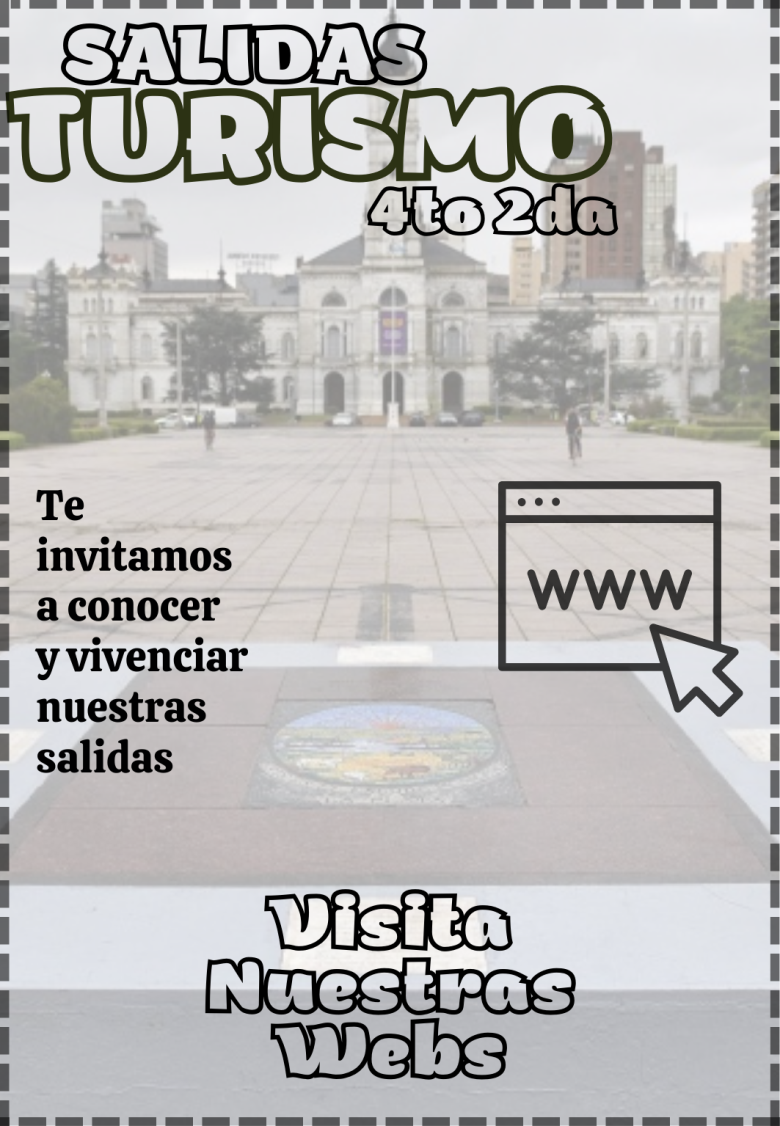 SALIDAS
TURISMO
4to 2da
Te
invitamos
a conocer
y vivenciar
nuestras
salidas
WWW
Visita
Nuestras
Webs